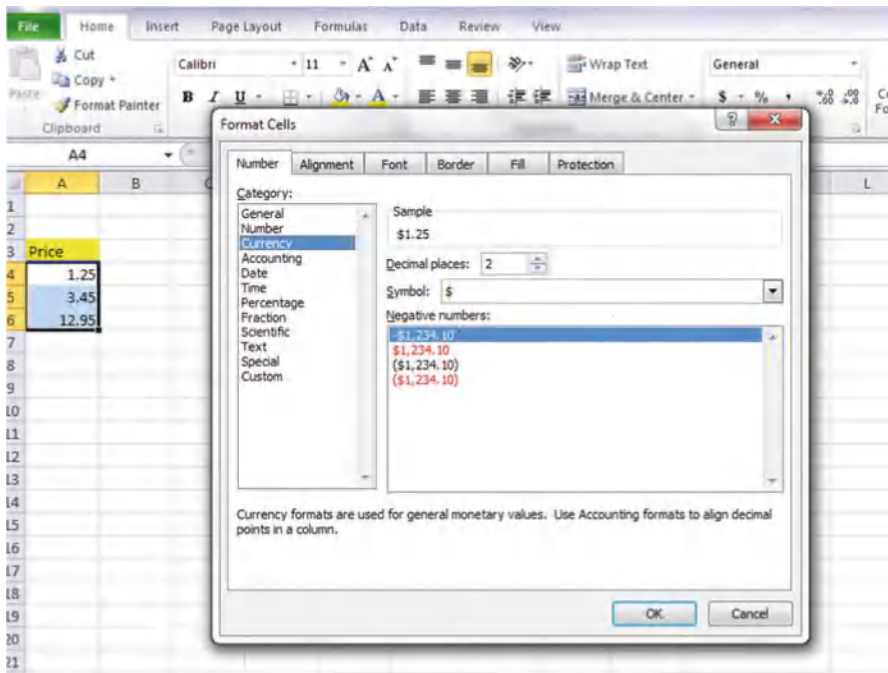 File Home Insert Page Layout Formulas Data Review View
Cut
Copy
Format Painter
Clipboard
Calibri 11 A A
B I U A
Wrap Text
Merge & Center
General
$ % ,
Format Cells
A4
A B L
1
2
3 Price
4 1.25
5 3.45
6 12.95
7
8
9
10
11
12
13
14
15
16
17
18
19
20
21
Number Alignment Font Border Fill Protection
Category:
General
Number
Currency
Accounting
Date
Time
Percentage
Fraction
Scientific
Text
Special
Custom
Sample
$1.25
Decimal places: 2
Symbol: $
Negative numbers:
-$1,234.10
$1,234.10
($1,234.10)
($1,234.10)
Currency formats are used for general monetary values. Use Accounting formats to align decimal
points in a column.
OK Cancel